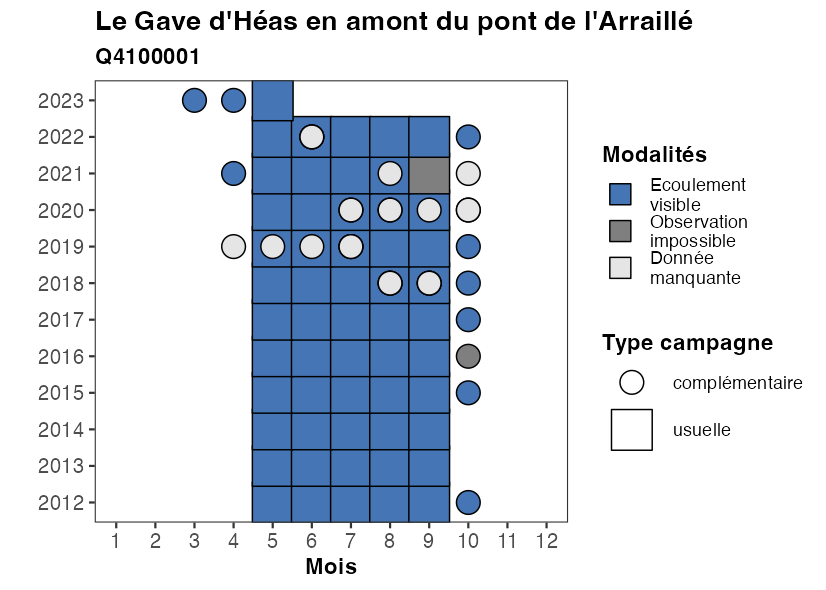 Le Gave d'Héas en amont du pont de l'Arraillé
Q4100001
2023
2022
2021
2020
2019
2018
2017
2016
2015
2014
2013
2012
1 2 3 4 5 6 7 8 9 10 11 12
Mois
Modalités
Ecoulement
visible
Observation
impossible
Donnée
manquante
Type campagne
complémentaire
usuelle